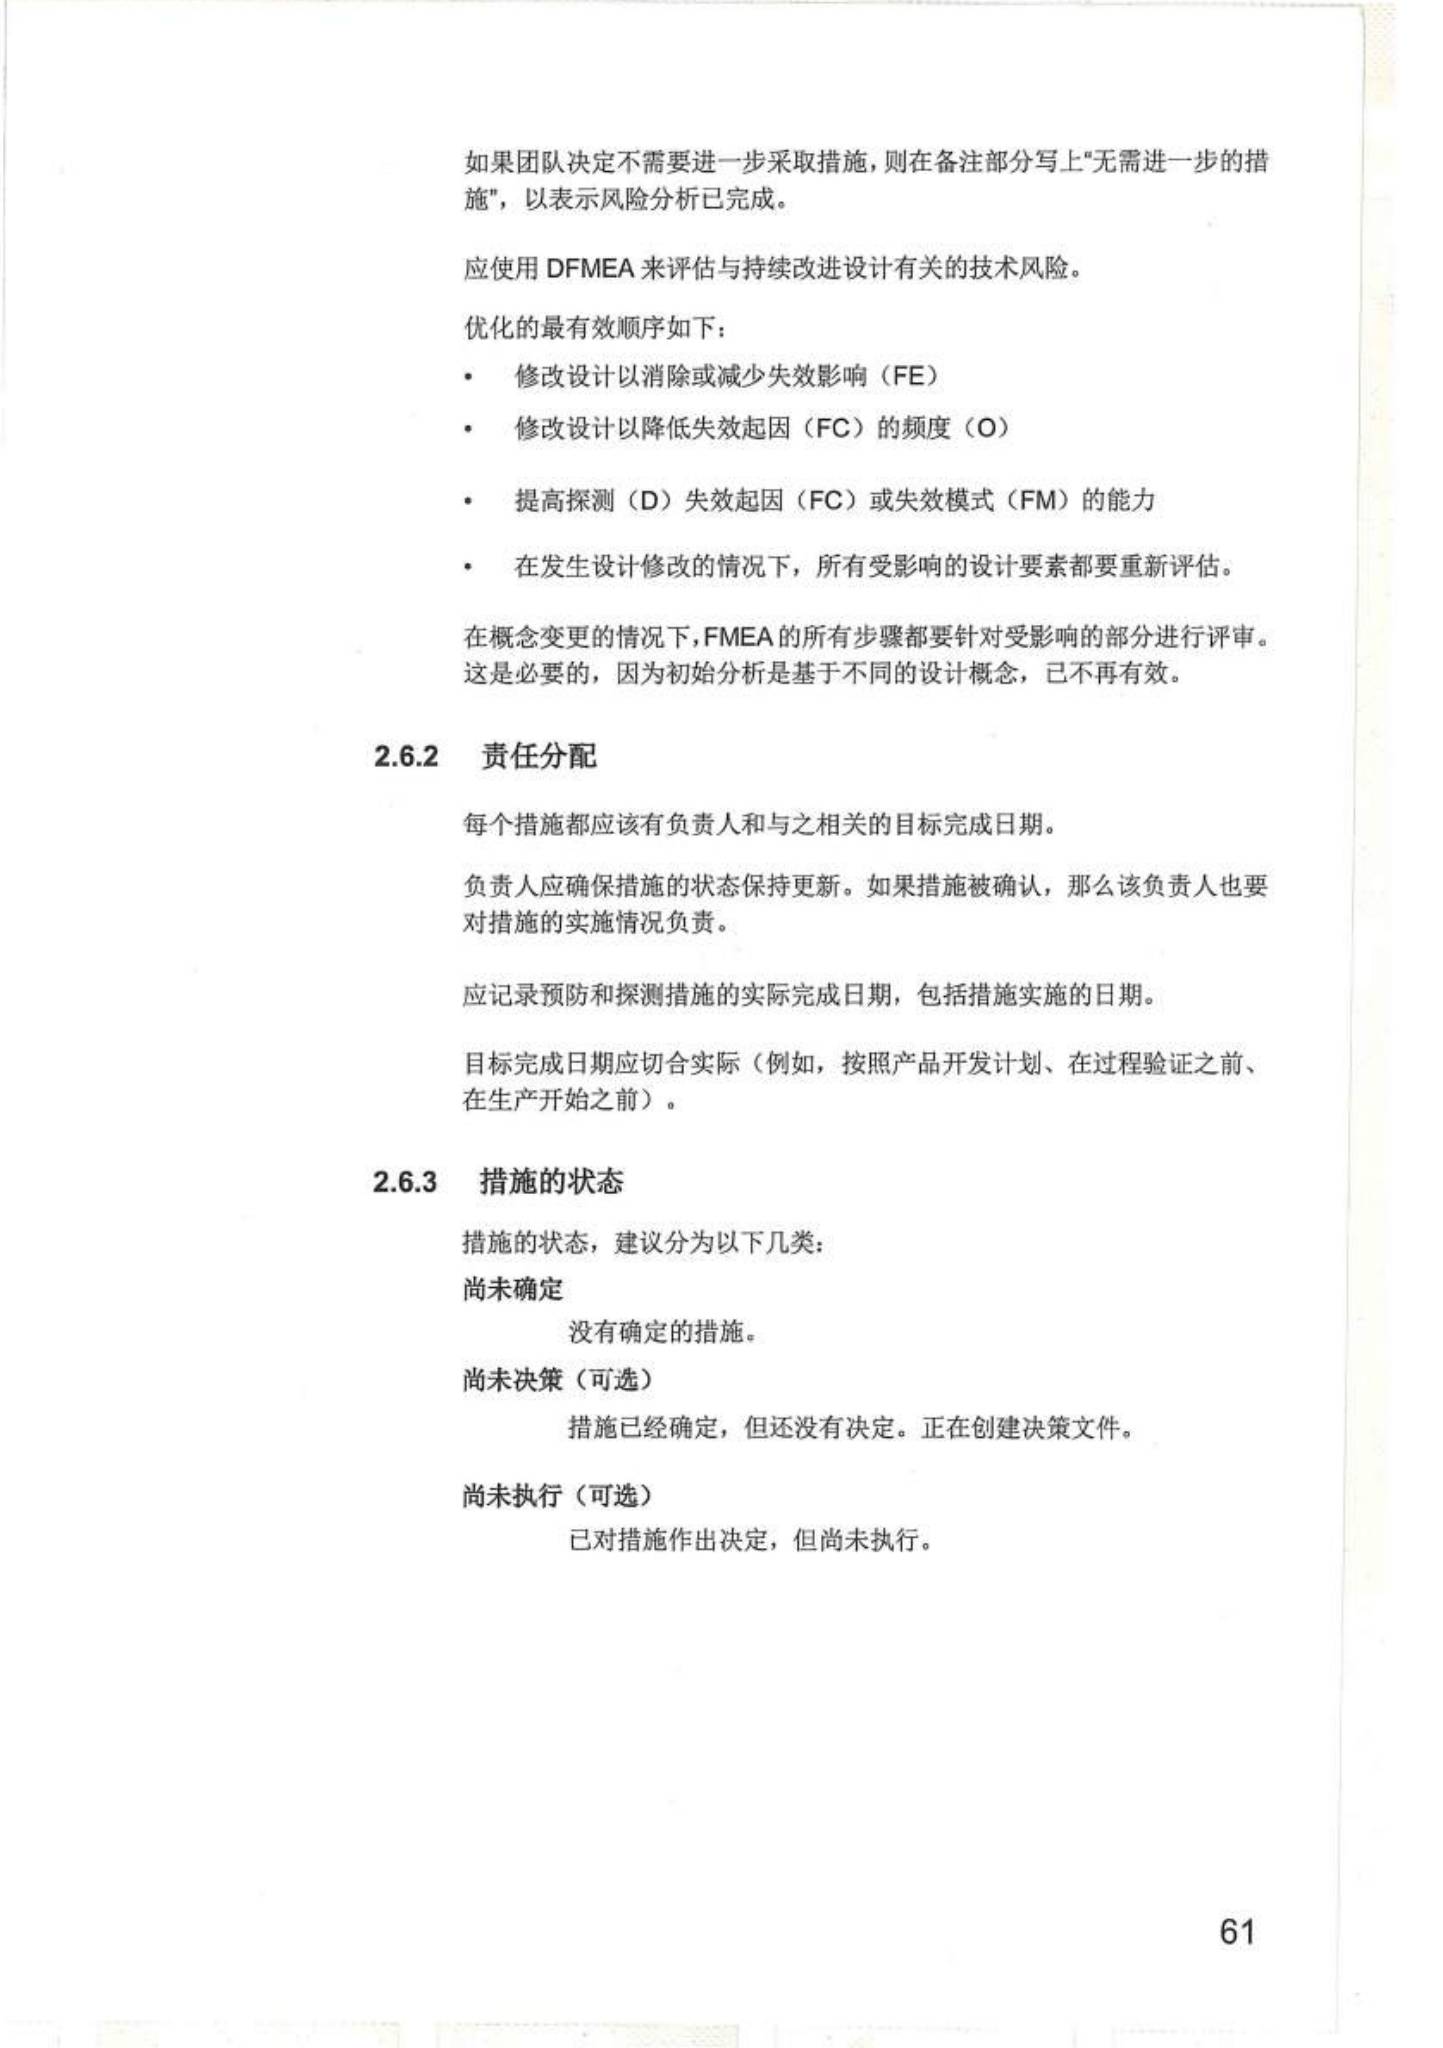 如果团队决定不需要进一步采取措施，则在备注部分写上“无需进一步的措
施”，以表示风险分析已完成。
应使用 DFMEA 来评估与持续改进设计有关的技术风险。
优化的最有效顺序如下：
• 修改设计以消除或减少失效影响（FE）
• 修改设计以降低失效起因（FC）的频度（O）
• 提高探测（D）失效起因（FC）或失效模式（FM）的能力
• 在发生设计修改的情况下，所有受影响的设计要素都要重新评估。
在概念变更的情况下，FMEA 的所有步骤都要针对受影响的部分进行评审。
这是必要的，因为初始分析是基于不同的设计概念，已不再有效。
2.6.2 责任分配
每个措施都应该有负责人和与之相关的目标完成日期。
负责人应确保措施的状态保持更新。如果措施被确认，那么该负责人也要
对措施的实施情况负责。
应记录预防和探测措施的实际完成日期，包括措施实施的日期。
目标完成日期应切合实际（例如，按照产品开发计划、在过程验证之前、
在生产开始之前）。
2.6.3 措施的状态
措施的状态，建议分为以下几类：
尚未确定
没有确定的措施。
尚未决策（可选）
措施已经确定，但还没有决定。正在创建决策文件。
尚未执行（可选）
已对措施作出决定，但尚未执行。
61